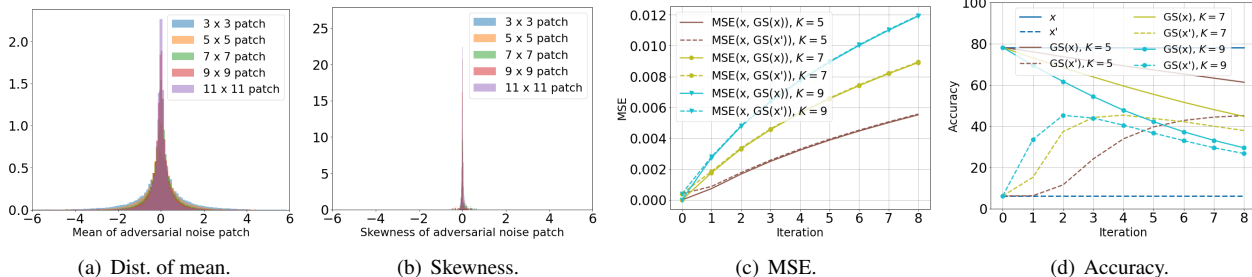 2.0
1.5
1.0
0.5
0.0
−6 −4 −2 0 2 4 6
Mean of adversarial noise patch
3 x 3 patch
5 x 5 patch
7 x 7 patch
9 x 9 patch
11 x 11 patch
(a) Dist. of mean.
25
20
15
10
5
0
−6 −4 −2 0 2 4 6
Skewness of adversarial noise patch
3 x 3 patch
5 x 5 patch
7 x 7 patch
9 x 9 patch
11 x 11 patch
(b) Skewness.
MSE
0.012
0.010
0.008
0.006
0.004
0.002
0.000
0 1 2 3 4 5 6 7 8
Iteration
MSE(x, GS(x)), K = 5
MSE(x, GS(x')), K = 5
MSE(x, GS(x)), K = 7
MSE(x, GS(x')), K = 7
MSE(x, GS(x)), K = 9
MSE(x, GS(x')), K = 9
(c) MSE.
Accuracy
100
80
60
40
20
0
0 1 2 3 4 5 6 7 8
Iteration
x
x'
GS(x), K = 5
GS(x'), K = 5
GS(x), K = 7
GS(x'), K = 7
GS(x), K = 9
GS(x'), K = 9
(d) Accuracy.